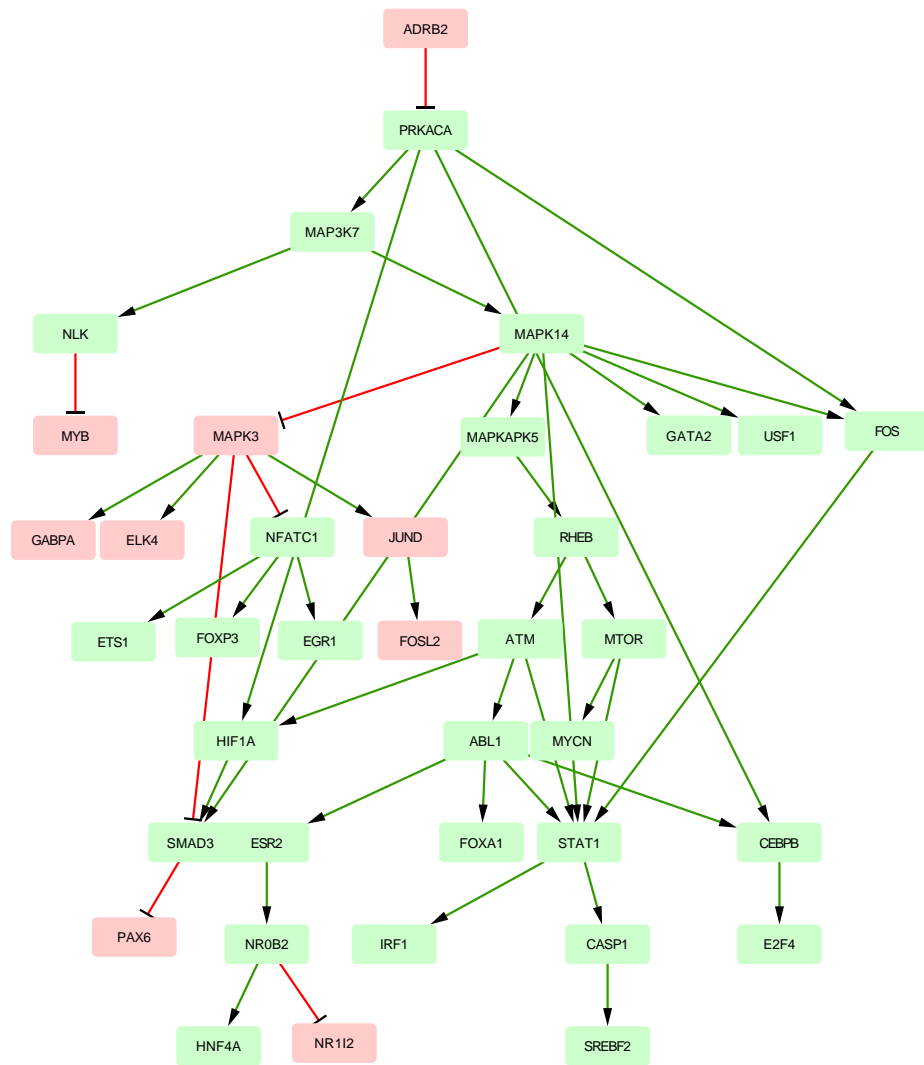 ADRB2
PRKACA
MAP3K7
NLK
MAPK14
MYB
MAPK3
MAPKAPK5
GATA2
USF1
FOS
GABPA
ELK4
NFATC1
JUND
RHEB
ETS1
FOXP3
EGR1
FOSL2
ATM
MTOR
HIF1A
ABL1
MYCN
SMAD3
ESR2
FOXA1
STAT1
CEBPB
PAX6
NR0B2
IRF1
CASP1
E2F4
HNF4A
NR1I2
SREBF2